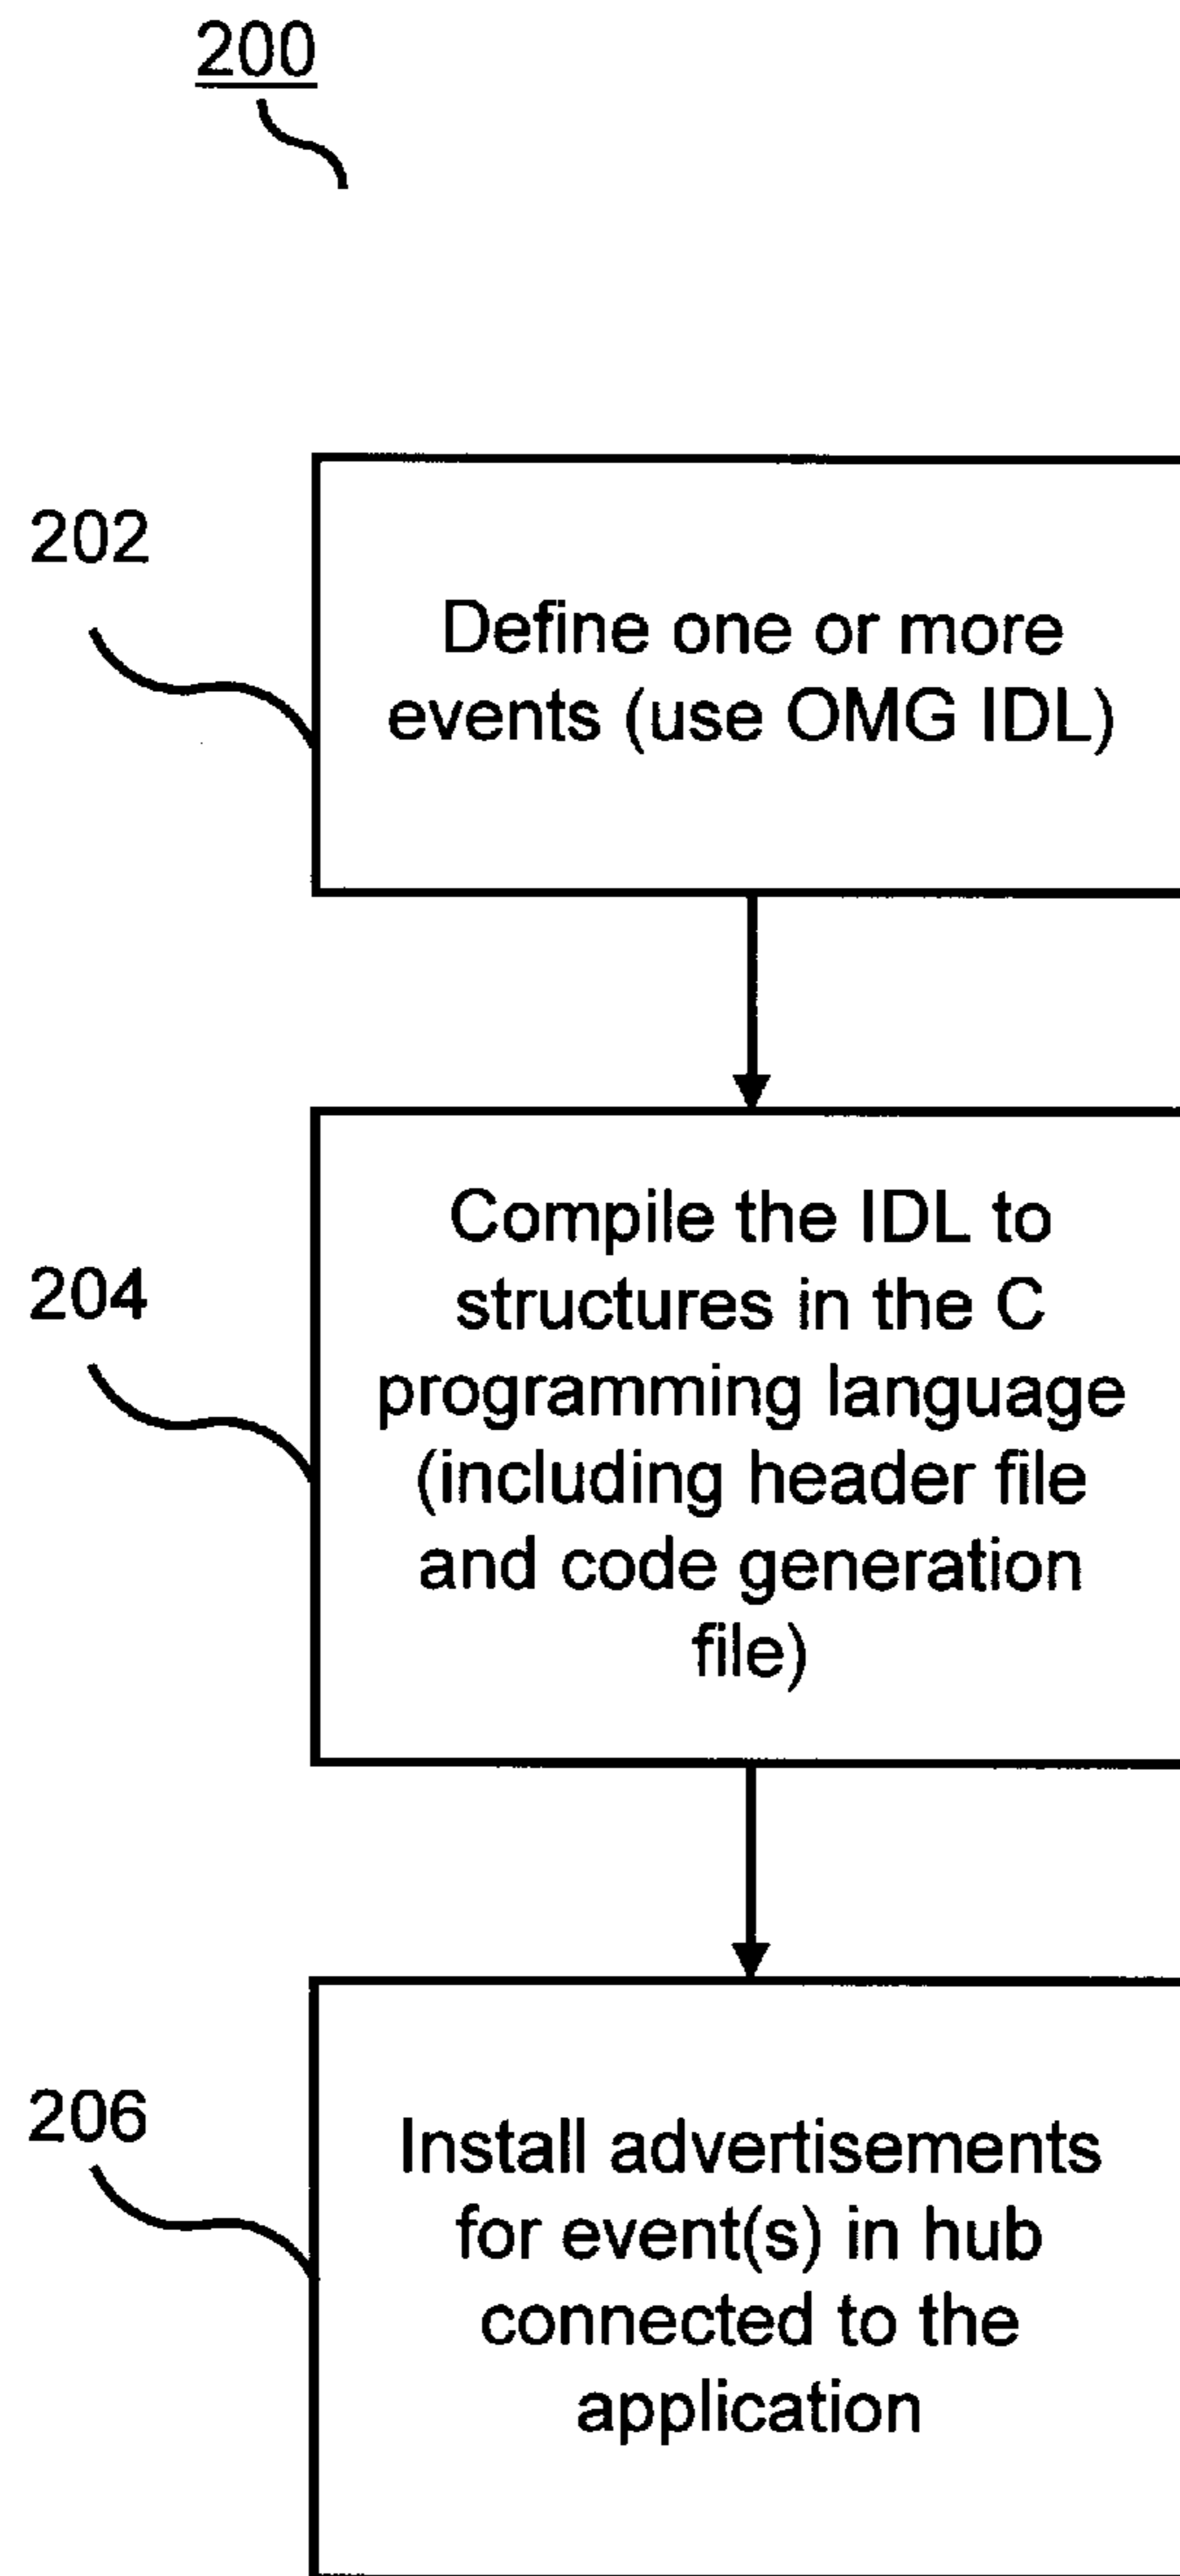 200
202
Define one or more
events (use OMG IDL)
204
Compile the IDL to
structures in the C
programming language
(including header file
and code generation
file)
206
Install advertisements
for event(s) in hub
connected to the
application